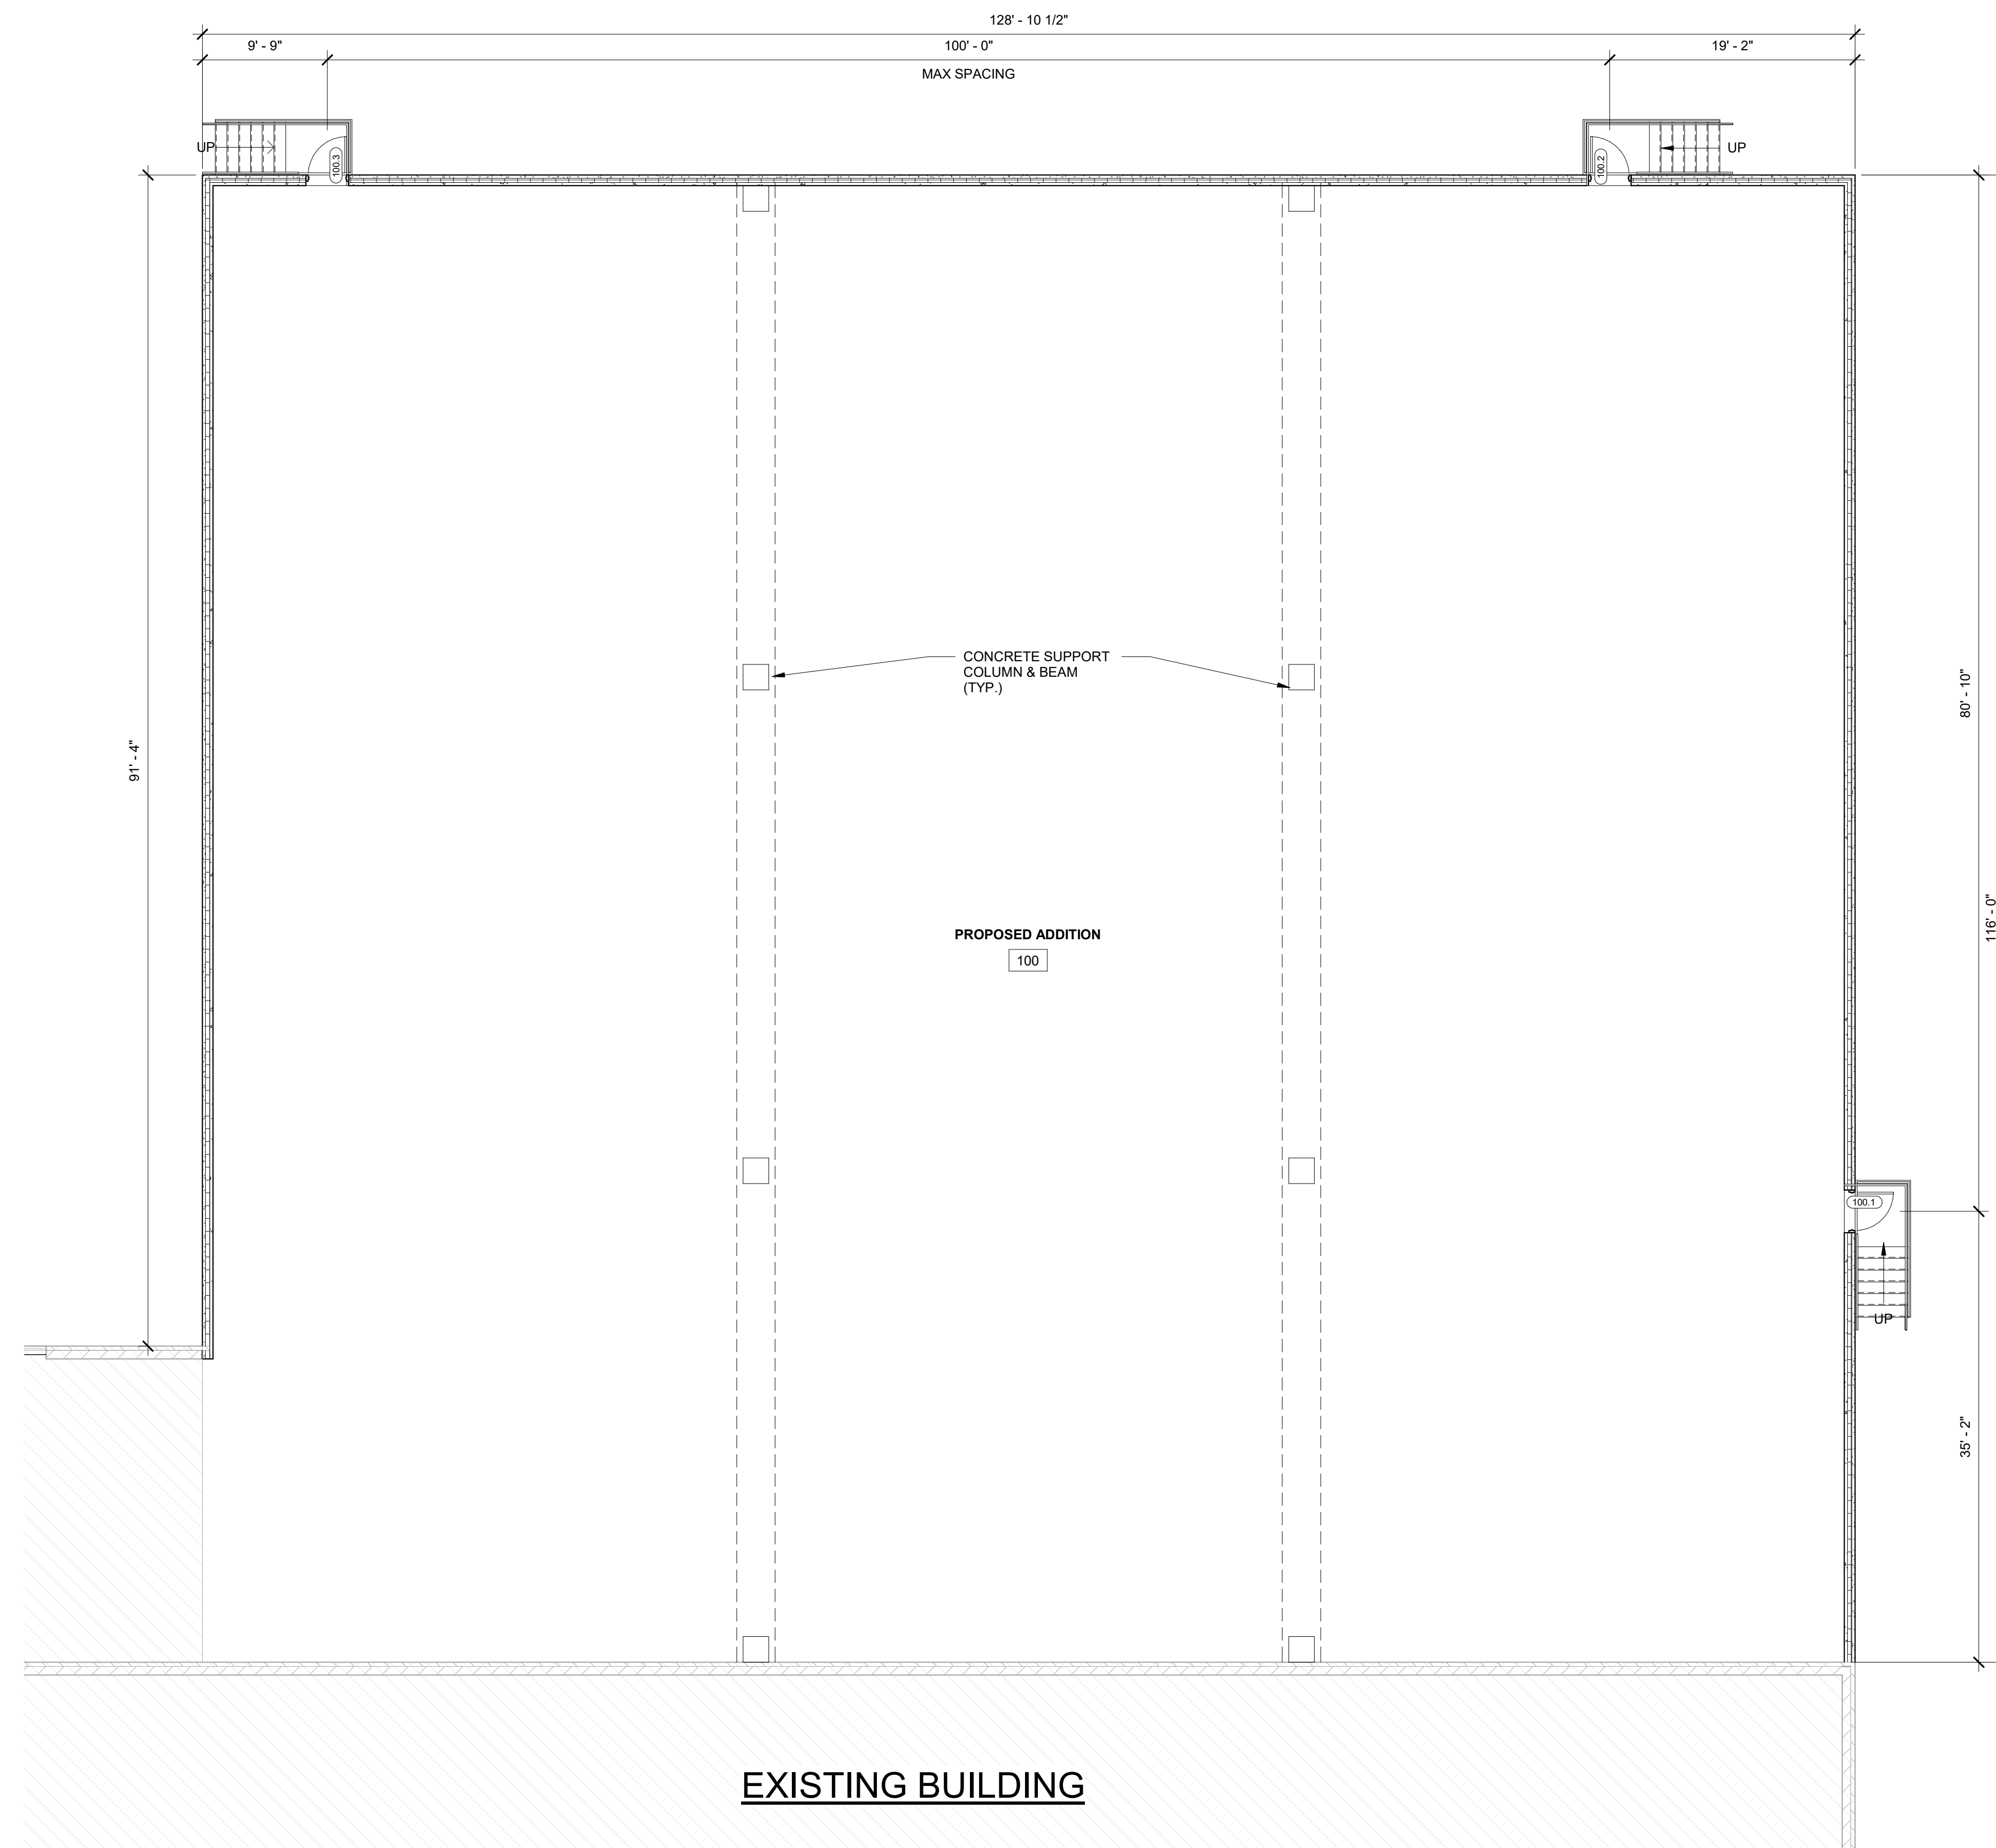 128' - 10 1/2"
9' - 9"
100' - 0"
19' - 2"
MAX SPACING
UP
100.3
100.2
UP
CONCRETE SUPPORT
COLUMN & BEAM
(TYP.)
80' - 10"
91' - 4"
116' - 0"
PROPOSED ADDITION
100
100.1
UP
35' - 2"
EXISTING BUILDING